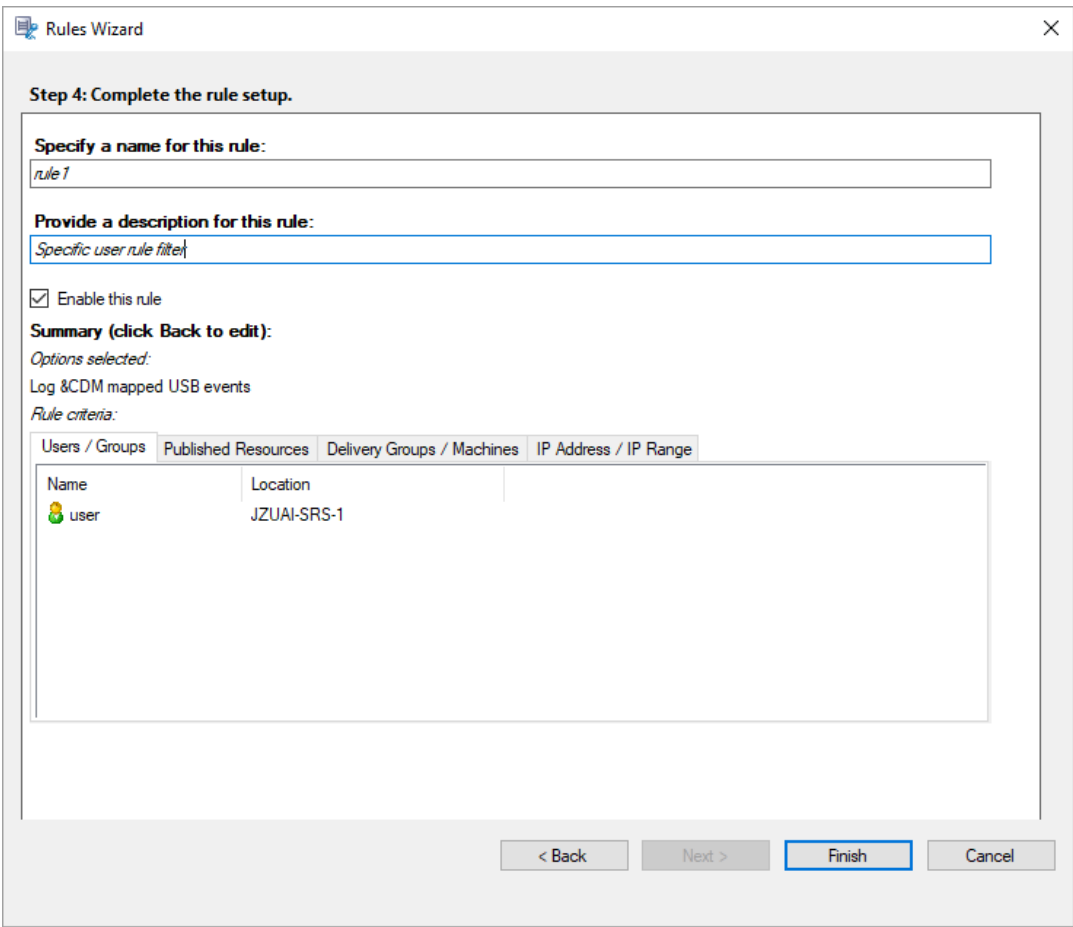 Rules Wizard
Step 4: Complete the rule setup.
Specify a name for this rule:
rule1
Provide a description for this rule:
Specific user rule filter
Enable this rule
Summary (click Back to edit):
Options selected:
Log &CDM mapped USB events
Rule criteria:
Users / Groups Published Resources Delivery Groups / Machines IP Address / IP Range
Name Location
user JZUAI-SRS-1
< Back Next > Finish Cancel